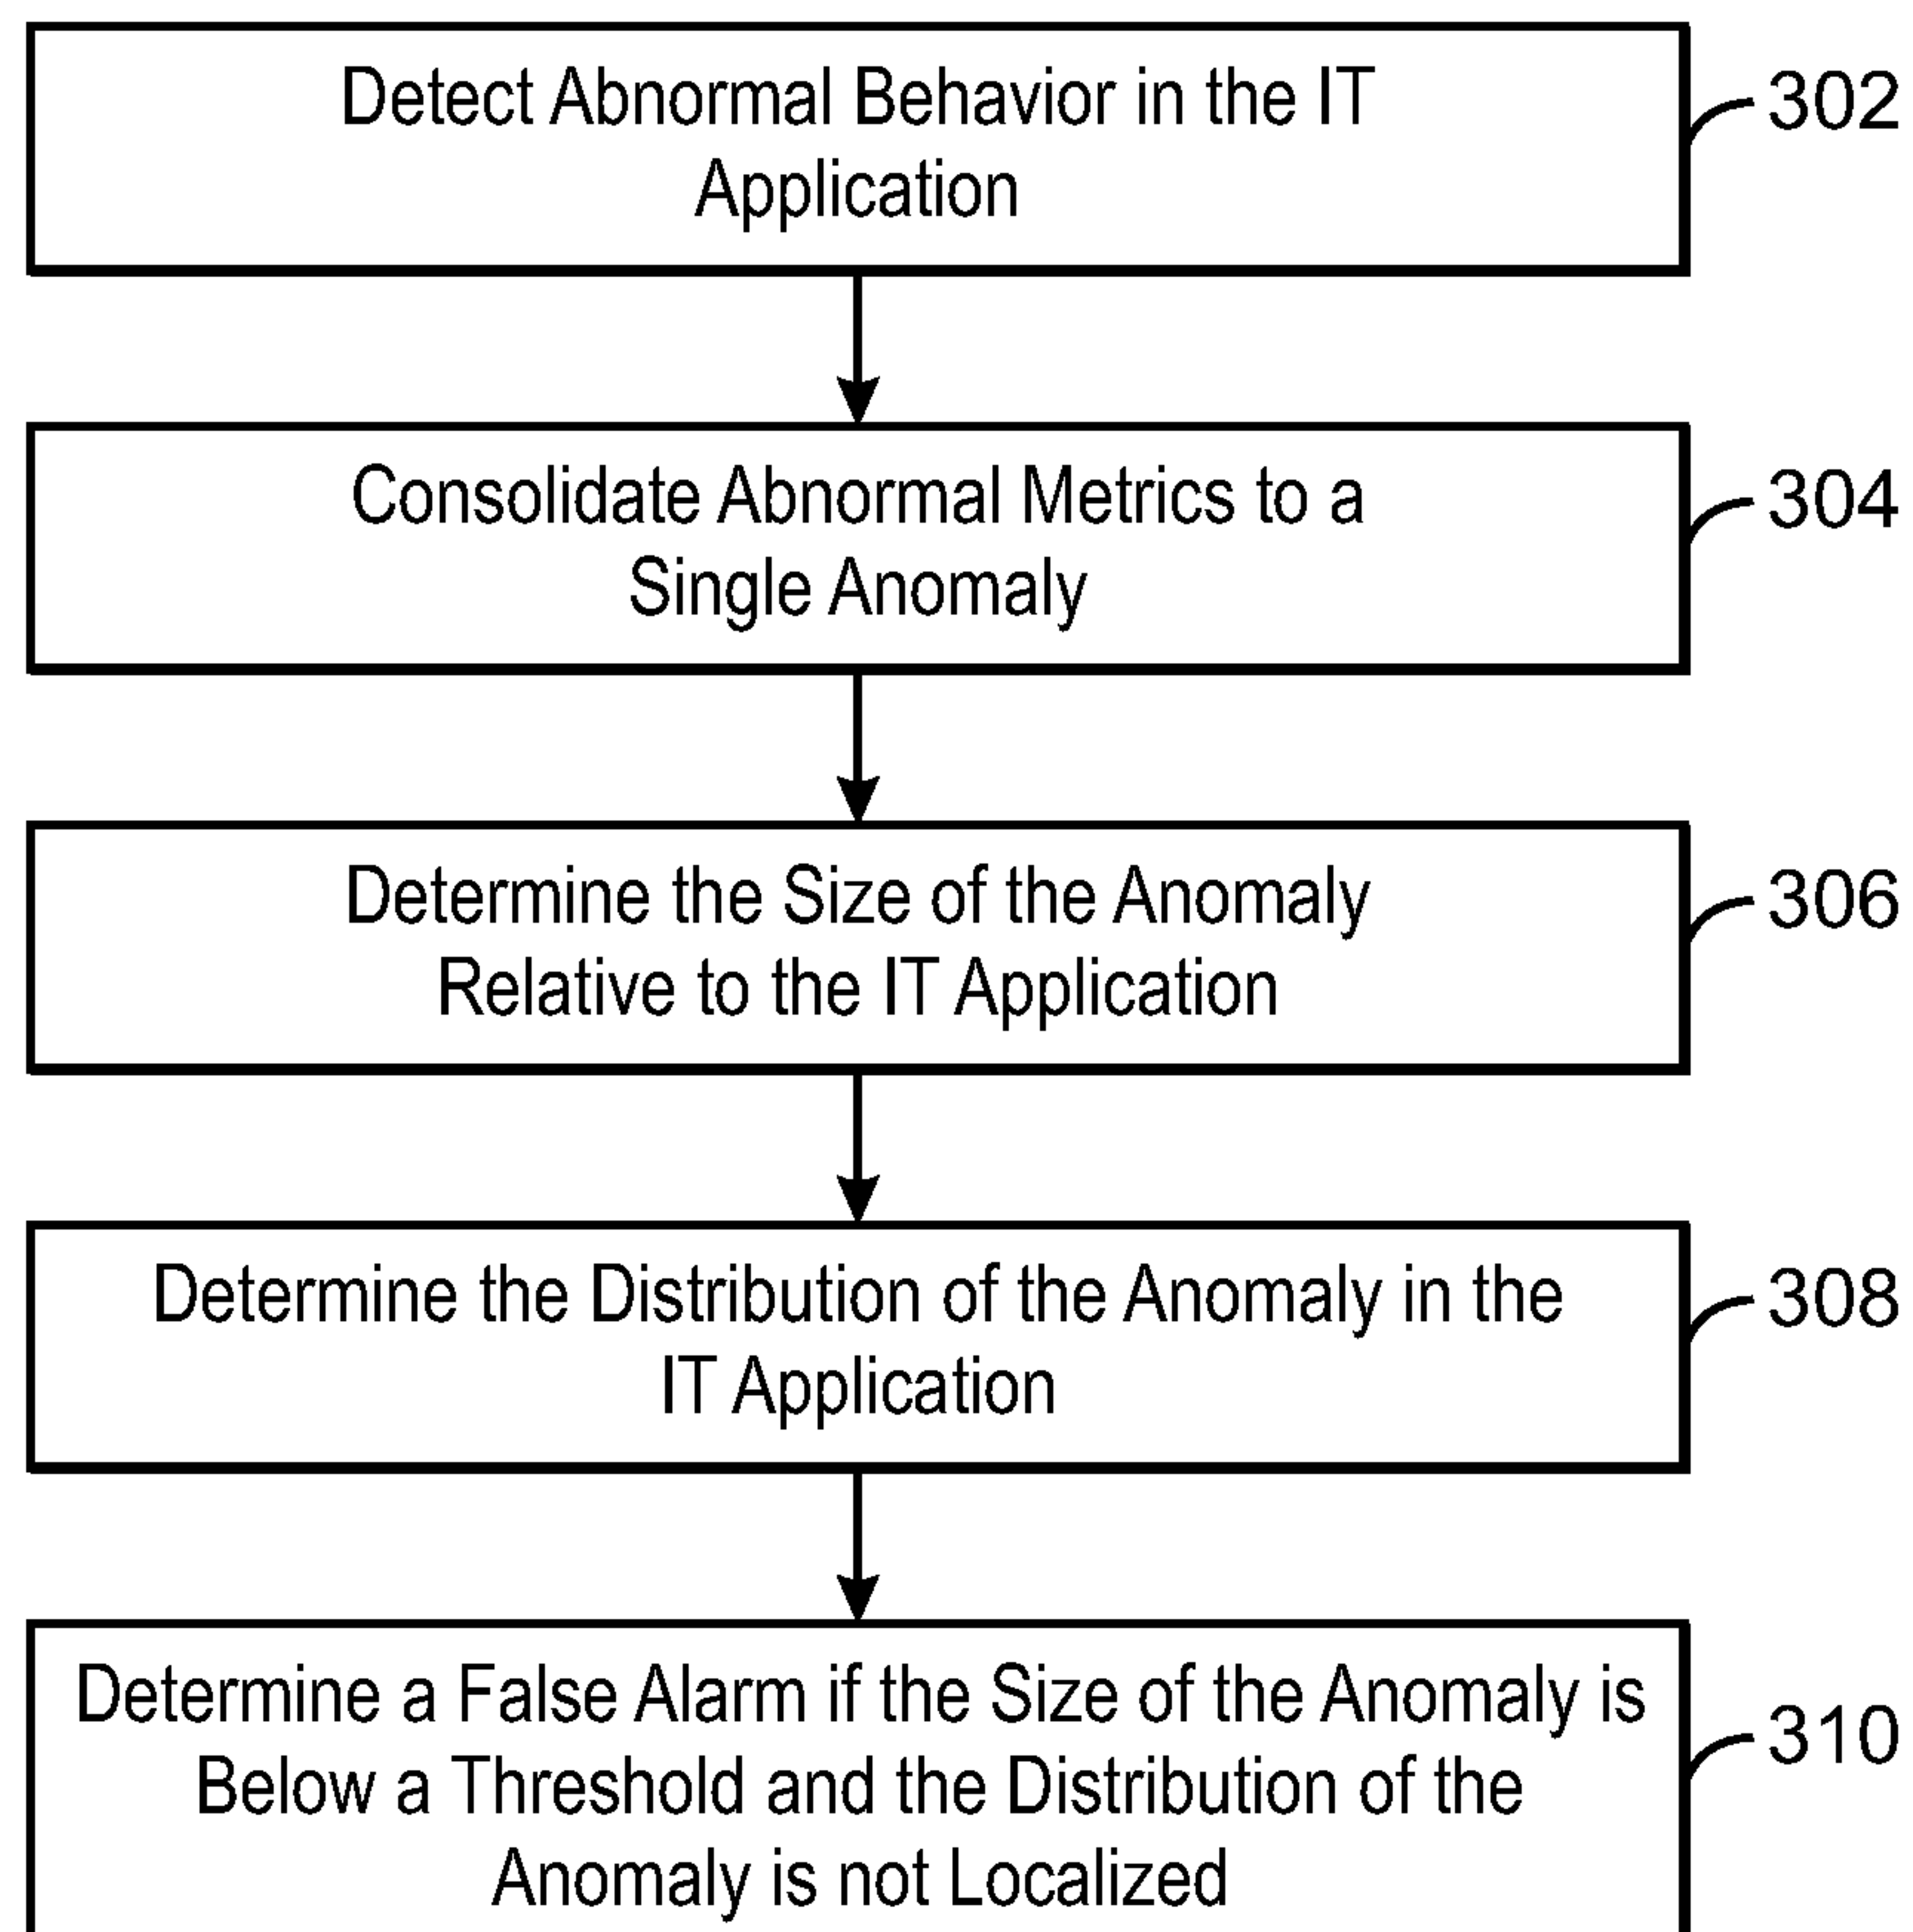 Detect Abnormal Behavior in the IT
Application
302
Consolidate Abnormal Metrics to a
Single Anomaly
304
Determine the Size of the Anomaly
Relative to the IT Application
306
Determine the Distribution of the Anomaly in the
IT Application
308
Determine a False Alarm if the Size of the Anomaly is
Below a Threshold and the Distribution of the
Anomaly is not Localized
310